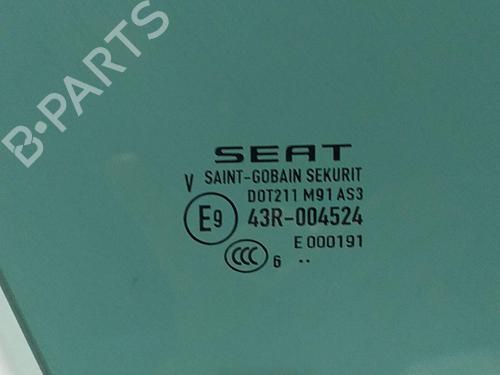 B-PARTS
SEAT
V SAINT-GOBAIN SEKURIT
DOT211 M91 AS3
E9 43R-004524
E 000191
CCC 6 ..